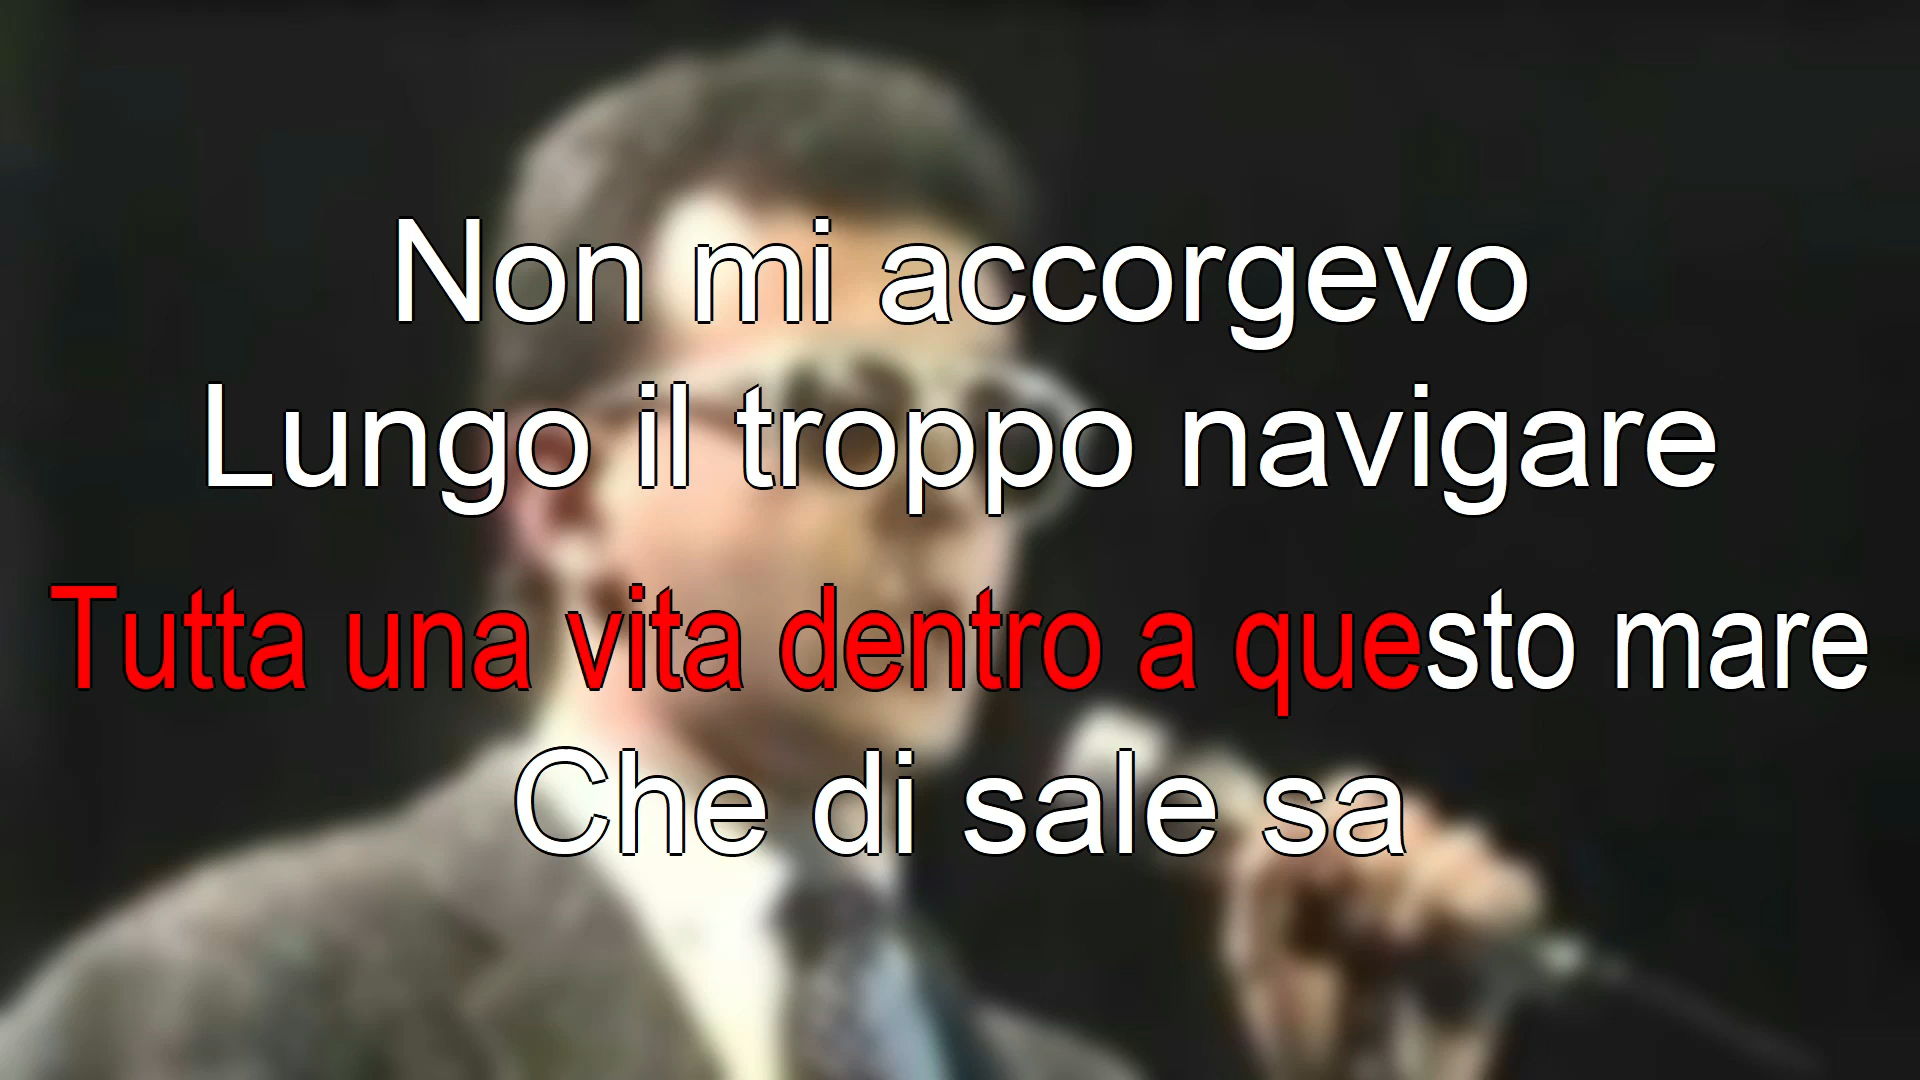 Non mi accorgevo
Lungo il troppo navigare
Tutta una vita dentro a questo mare
Che di sale sa